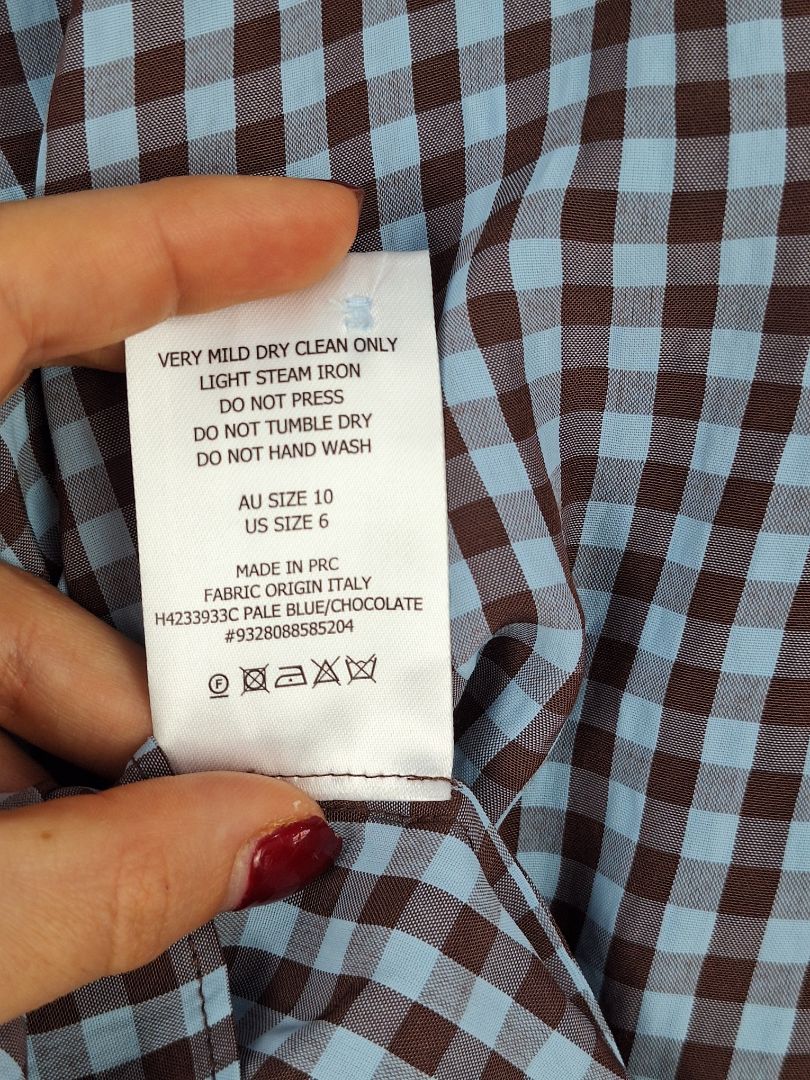 VERY MILD DRY CLEAN ONLY
LIGHT STEAM IRON
DO NOT PRESS
DO NOT TUMBLE DRY
DO NOT HAND WASH
AU SIZE 10
US SIZE 6
MADE IN PRC
FABRIC ORIGIN ITALY
H4233933C PALE BLUE/CHOCOLATE
#9328088585204
F